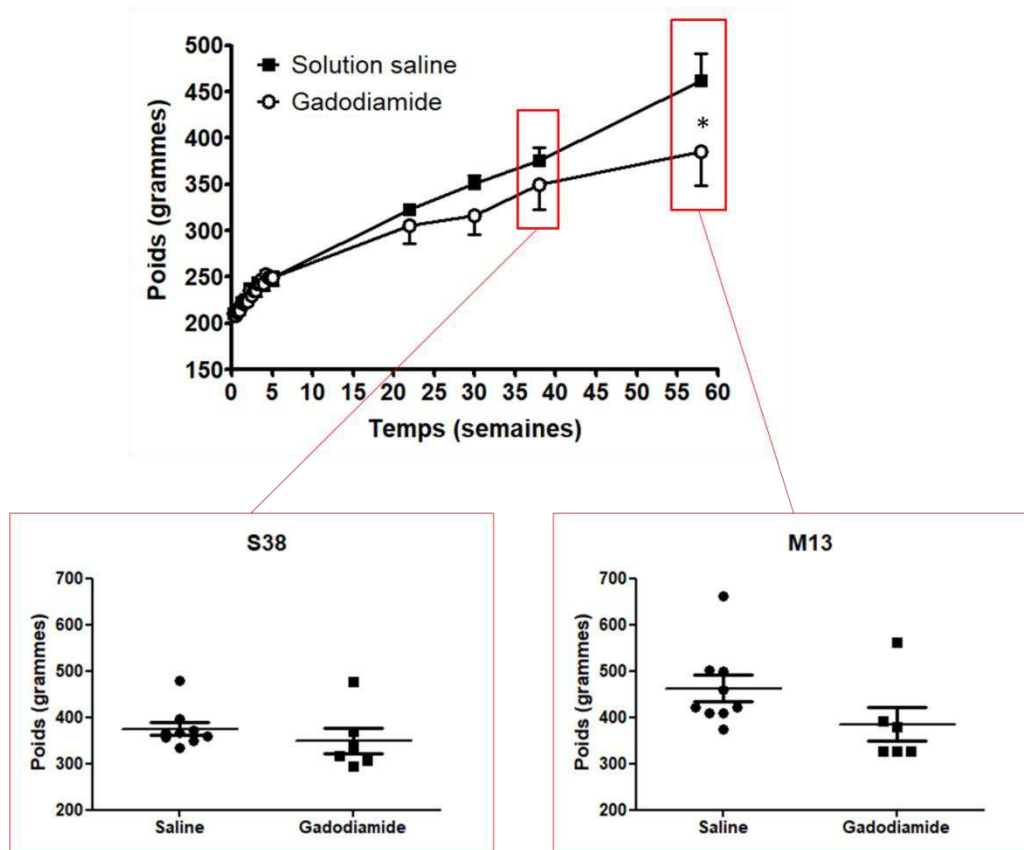 500
450
400
350
300
250
200
150
Poids (grammes)
Solution saline
Gadodiamide
*
0 5 10 15 20 25 30 35 40 45 50 55 60
Temps (semaines)
S38
700
600
500
400
300
200
Poids (grammes)
Saline Gadodiamide
M13
700
600
500
400
300
200
Poids (grammes)
Saline Gadodiamide